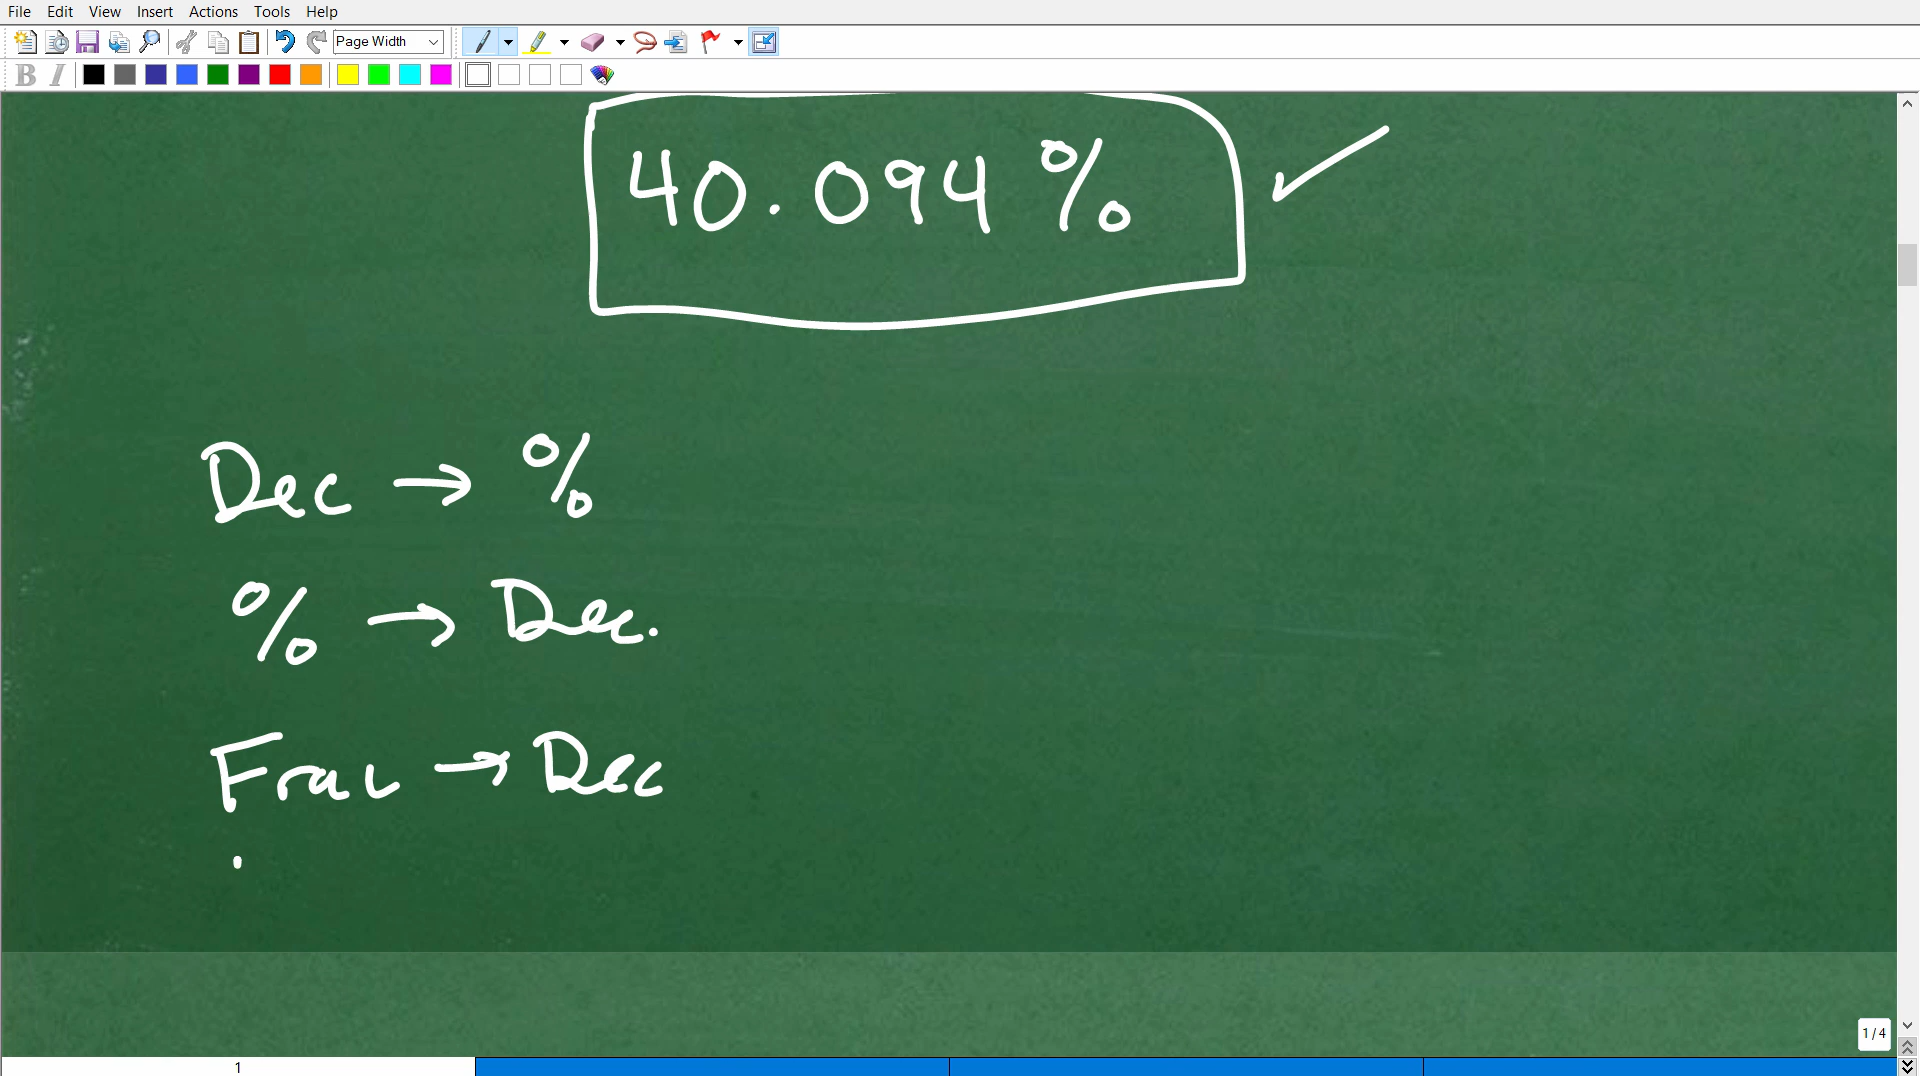 File Edit View Insert Actions Tools Help
Page Width
B I
40.094 %
Dec → %
% → Dec.
Frac → Dec
.
1 / 4
1